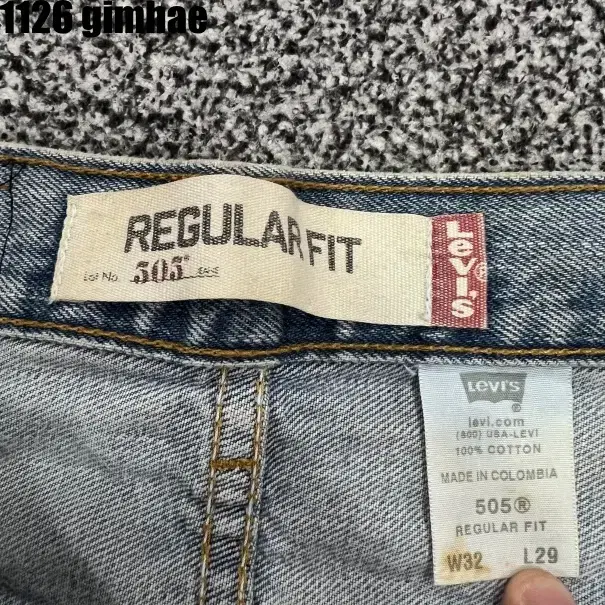 1126 gimhae
REGULAR FIT
Lot No. 505®
Levi's®
Levi's
®
levi.com
(800) USA-LEVI
100% COTTON
MADE IN COLOMBIA
505®
REGULAR FIT
W32 L29